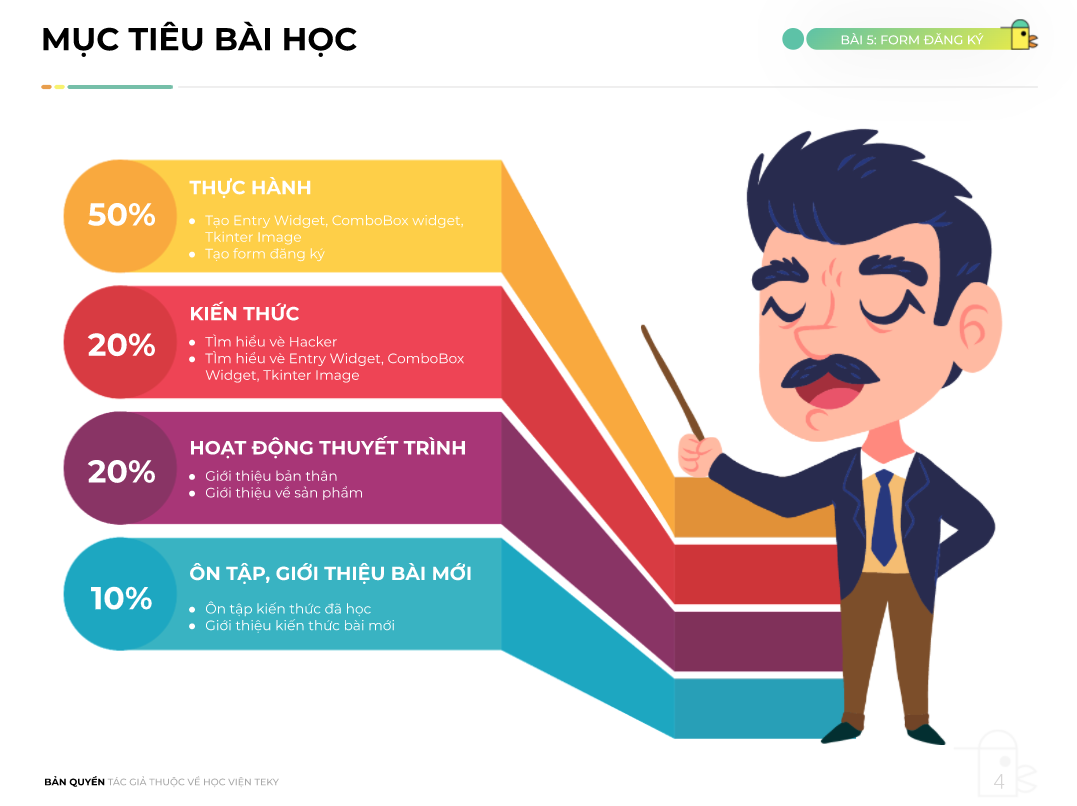 MỤC TIÊU BÀI HỌC
BÀI 5: FORM ĐĂNG KÝ
50%
THỰC HÀNH
Tạo Entry Widget, ComboBox widget,
Tkinter Image
Tạo form đăng ký
20%
KIẾN THỨC
Tìm hiểu về Hacker
TÌm hiểu về Entry Widget, ComboBox
Widget, Tkinter Image
20%
HOẠT ĐỘNG THUYẾT TRÌNH
Giới thiệu bản thân
Giới thiệu về sản phẩm
10%
ÔN TẬP, GIỚI THIỆU BÀI MỚI
Ôn tập kiến thức đã học
Giới thiệu kiến thức bài mới
BẢN QUYỀN TÁC GIẢ THUỘC VỀ HỌC VIỆN TEKY
4